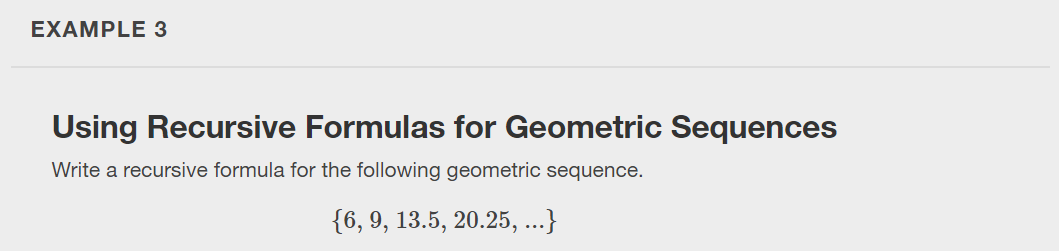 EXAMPLE 3
Using Recursive Formulas for Geometric Sequences
Write a recursive formula for the following geometric sequence.
{6, 9, 13.5, 20.25, ...}